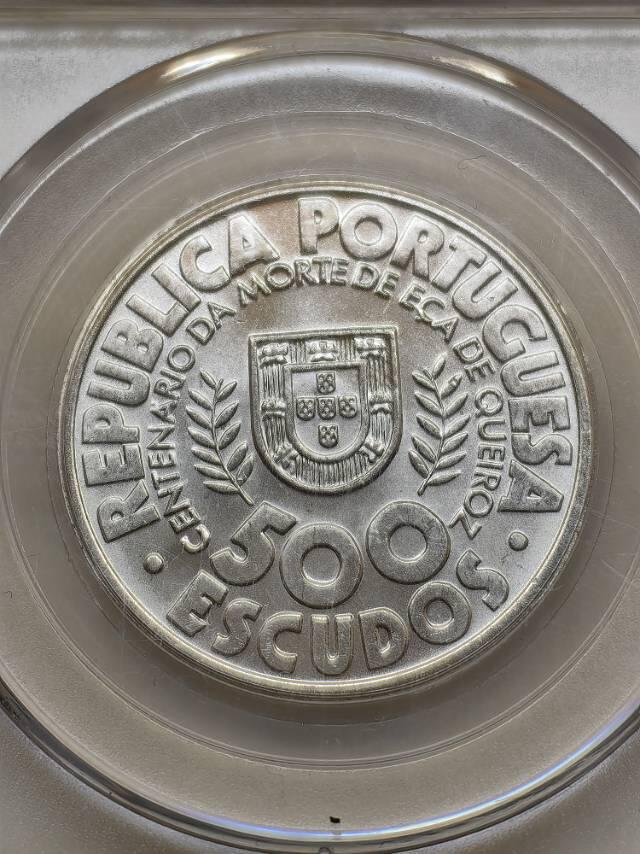 REPUBLICA PORTUGUESA
CENTENARIO DA MORTE DE EÇA DE QUEIROZ
500
ESCUDOS